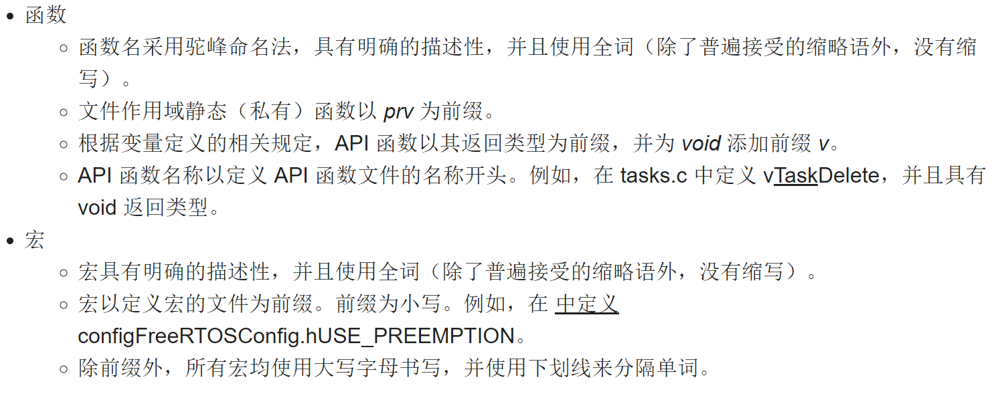 函数
函数名采用驼峰命名法，具有明确的描述性，并且使用全词（除了普遍接受的缩略语外，没有缩
写）。
文件作用域静态（私有）函数以 prv 为前缀。
根据变量定义的相关规定，API 函数以其返回类型为前缀，并为 void 添加前缀 v。
API 函数名称以定义 API 函数文件的名称开头。例如，在 tasks.c 中定义 vTaskDelete，并且具有
void 返回类型。
宏
宏具有明确的描述性，并且使用全词（除了普遍接受的缩略语外，没有缩写）。
宏以定义宏的文件为前缀。前缀为小写。例如，在 中定义
configFreeRTOSConfig.hUSE_PREEMPTION。
除前缀外，所有宏均使用大写字母书写，并使用下划线来分隔单词。